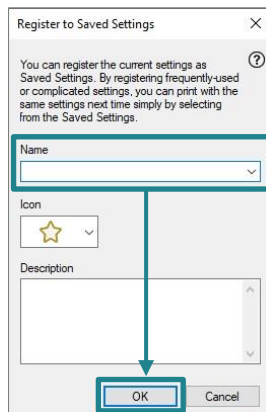 Register to Saved Settings
You can register the current settings as
Saved Settings. By registering frequently-used
or complicated settings, you can print with the
same settings next time simply by selecting
from the Saved Settings.
Name
Icon
Description
OK Cancel